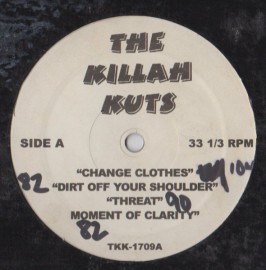 THE
KILLAH
KUTS
SIDE A 33 1/3 RPM
"CHANGE CLOTHES"
82 "DIRT OFF YOUR SHOULDER"
"THREAT" 90
MOMENT OF CLARITY"
82
TKK-1709A